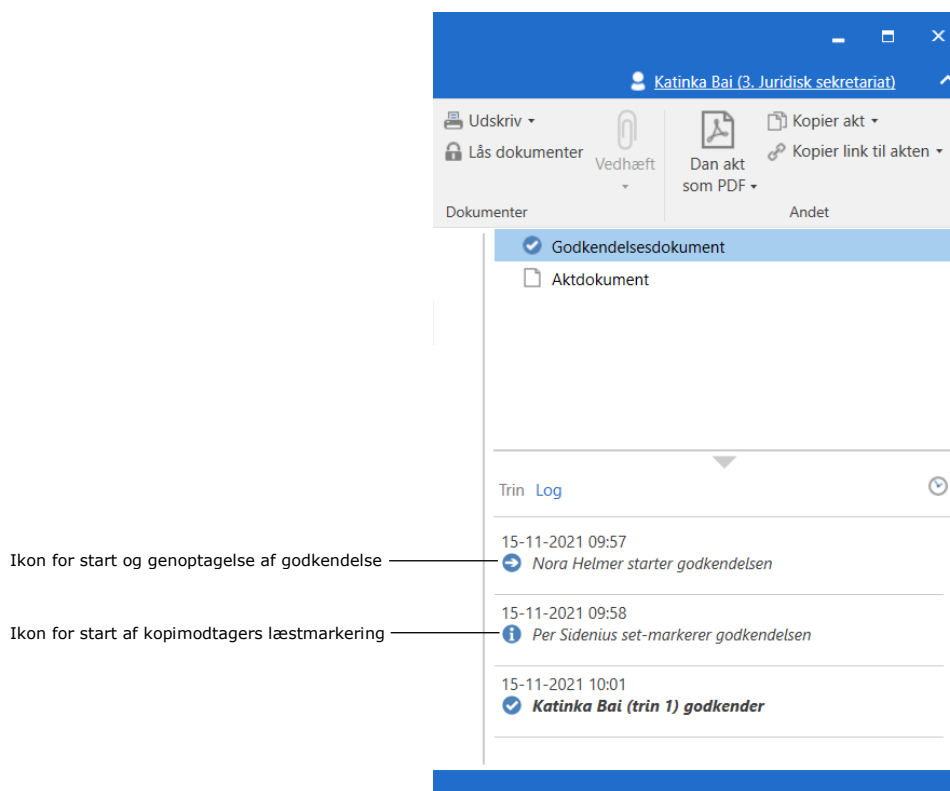 Katinka Bai (3. Juridisk sekretariat)
Udskriv
Lås dokumenter
Vedhæft
Dan akt
som PDF
Kopier akt
Kopier link til akten
Dokumenter
Andet
Godkendelsesdokument
Aktdokument
Trin Log
15-11-2021 09:57
Ikon for start og genoptagelse af godkendelse
Nora Helmer starter godkendelsen
15-11-2021 09:58
Ikon for start af kopimodtagers læstmarkering
Per Sidenius set-markerer godkendelsen
15-11-2021 10:01
Katinka Bai (trin 1) godkender